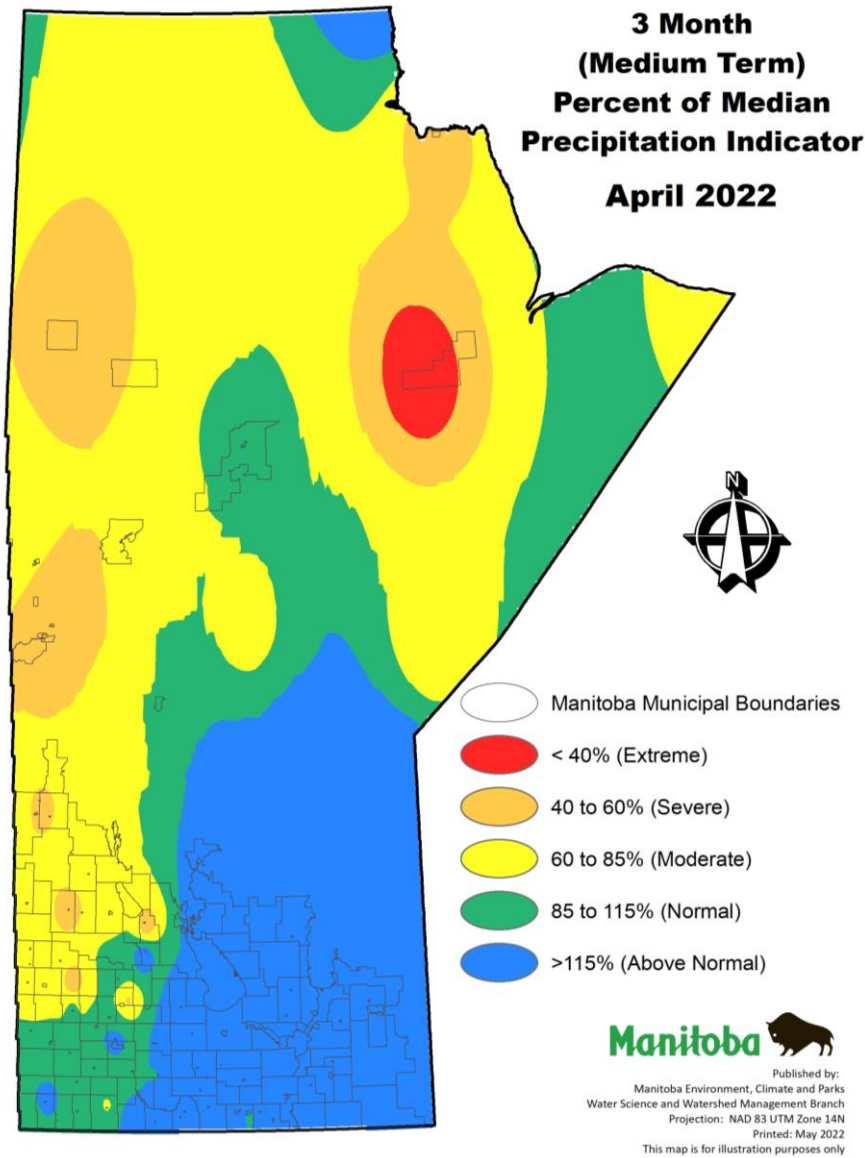 3 Month
(Medium Term)
Percent of Median
Precipitation Indicator
April 2022
N
Manitoba Municipal Boundaries
< 40% (Extreme)
40 to 60% (Severe)
60 to 85% (Moderate)
85 to 115% (Normal)
>115% (Above Normal)
Manitoba
Published by:
Manitoba Environment, Climate and Parks
Water Science and Watershed Management Branch
Projection: NAD 83 UTM Zone 14N
Printed: May 2022
This map is for illustration purposes only